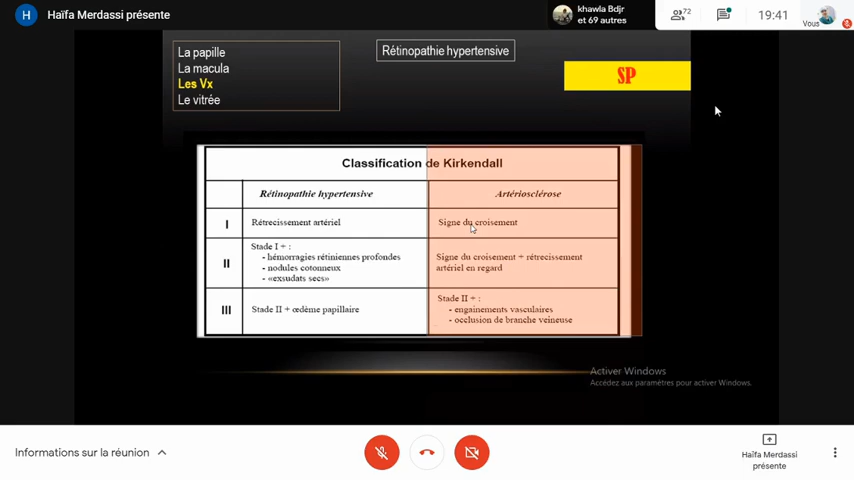 H
Haïfa Merdassi présente
khawla Bdjr
et 69 autres
72
19:41
Vous
La papille
La macula
Les Vx
Le vitrée
Rétinopathie hypertensive
SP
Classification de Kirkendall
Rétinopathie hypertensive
Artériosclérose
I
Rétrecissement artériel
Signe du croisement
II
Stade I + :
- hémorragies rétiniennes profondes
- nodules cotonneux
- «exsudats secs»
Signe du croisement + rétrecissement
artériel en regard
III
Stade II + œdème papillaire
Stade II + :
- engainements vasculaires
- occlusion de branche veineuse
Activer Windows
Accédez aux paramètres pour activer Windows.
Informations sur la réunion
Haïfa Merdassi
présente